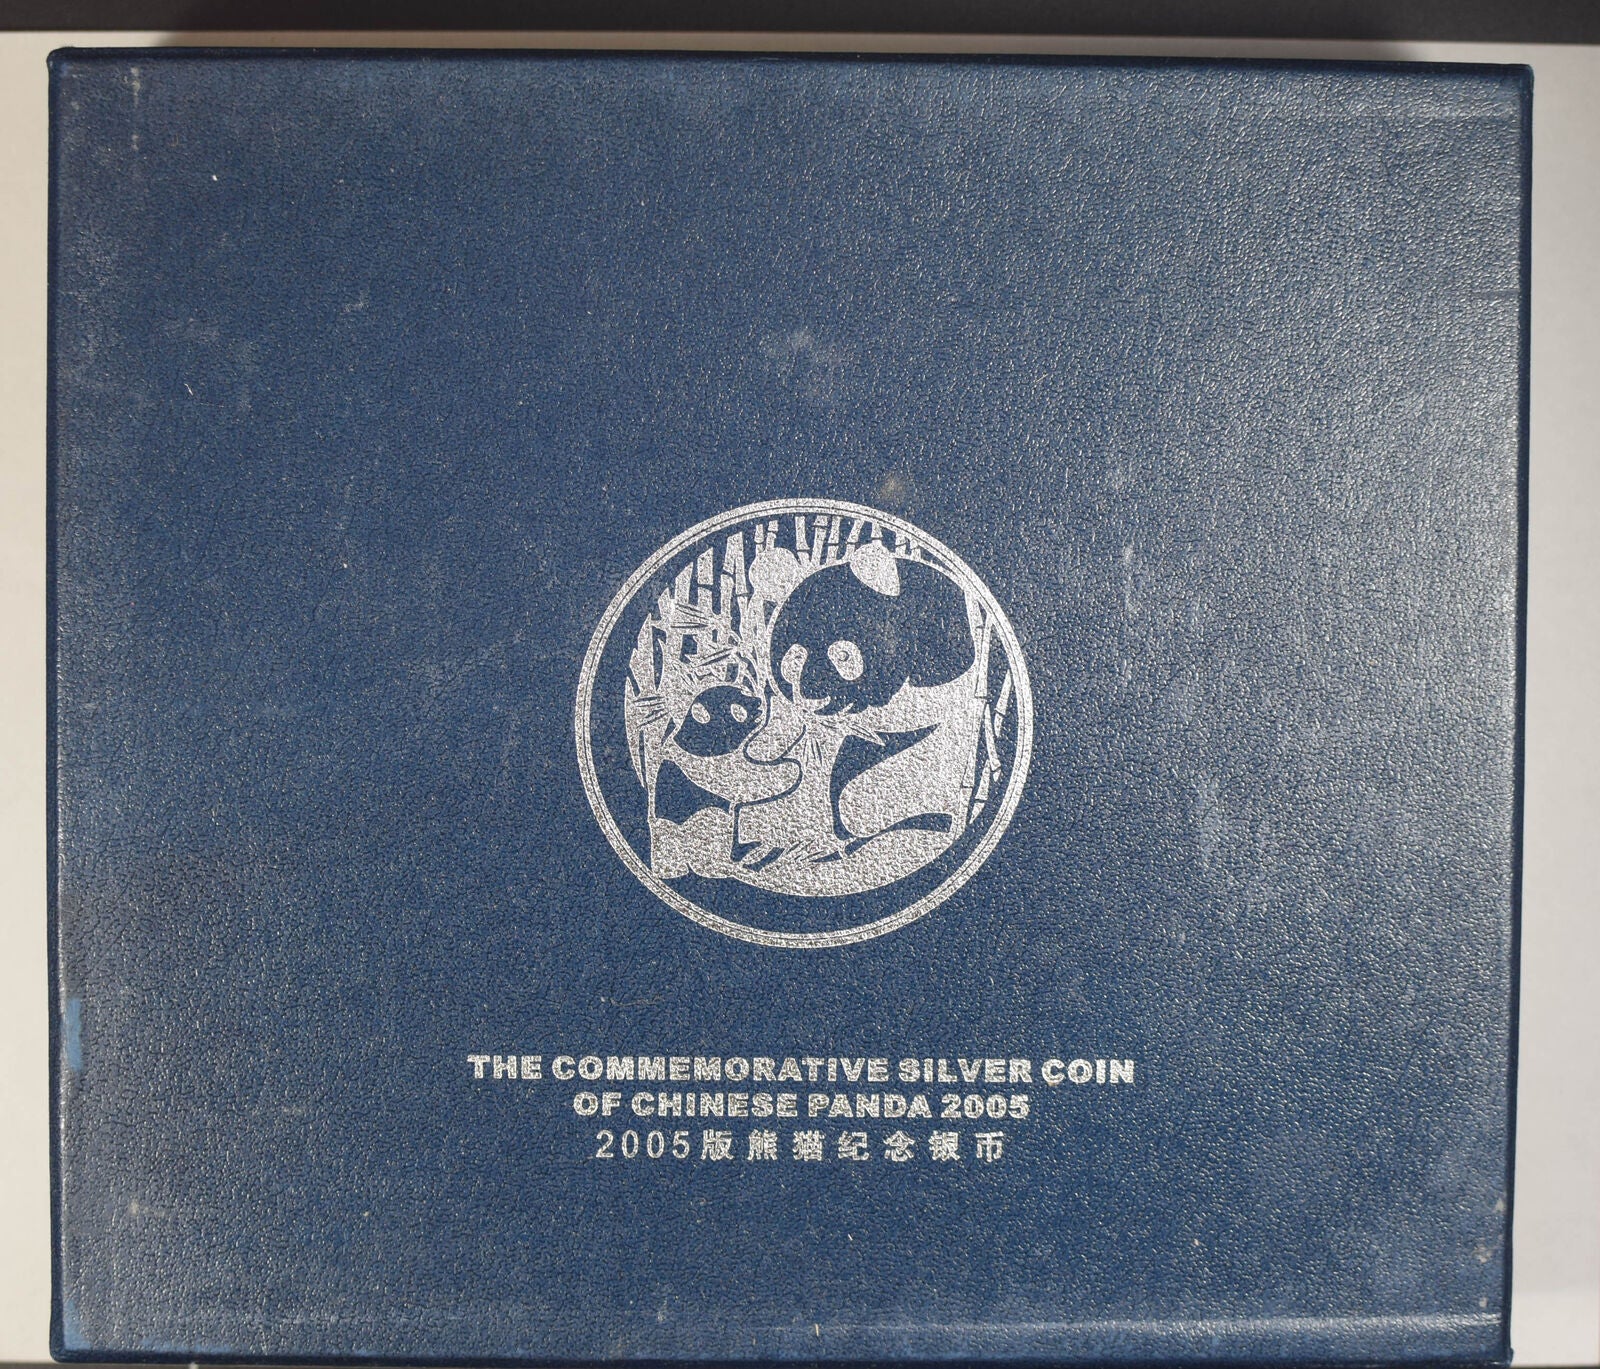 THE COMMEMORATIVE SILVER COIN
OF CHINESE PANDA 2005
2005版熊猫纪念银币